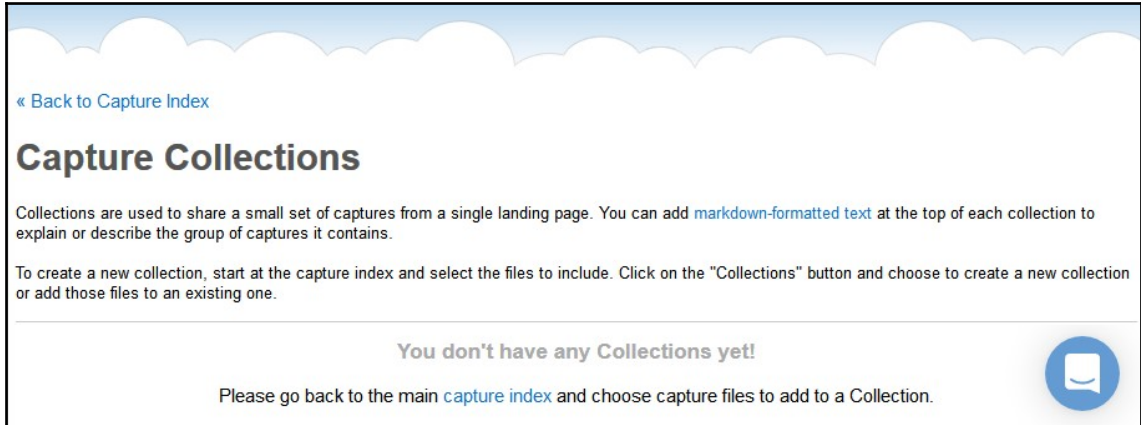 « Back to Capture Index
Capture Collections
Collections are used to share a small set of captures from a single landing page. You can add markdown-formatted text at the top of each collection to
explain or describe the group of captures it contains.
To create a new collection, start at the capture index and select the files to include. Click on the "Collections" button and choose to create a new collection
or add those files to an existing one.
You don't have any Collections yet!
Please go back to the main capture index and choose capture files to add to a Collection.